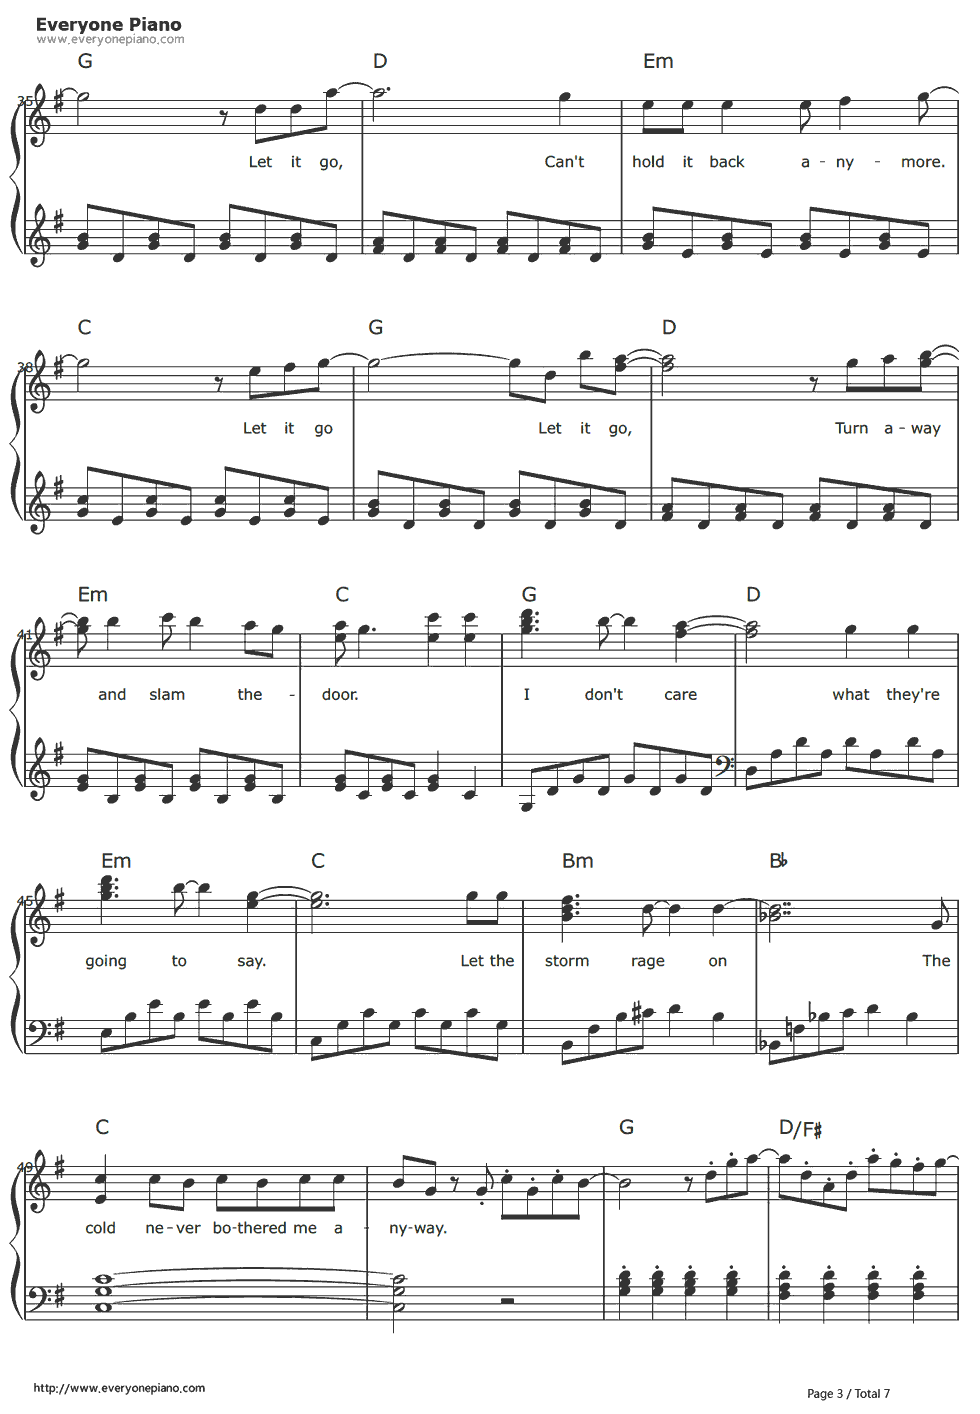 Everyone Piano
www.everyonepiano.com
G D Em
35
Let it go, Can't hold it back a - ny - more.
C G D
38
Let it go Let it go, Turn a - way
Em C G D
41
and slam the - door. I don't care what they're
Em C Bm B♭
45
going to say. Let the storm rage on The
C G D/F#
49
cold ne - ver bo - thered me a - ny - way.
http://www.everyonepiano.com
Page 3 / Total 7